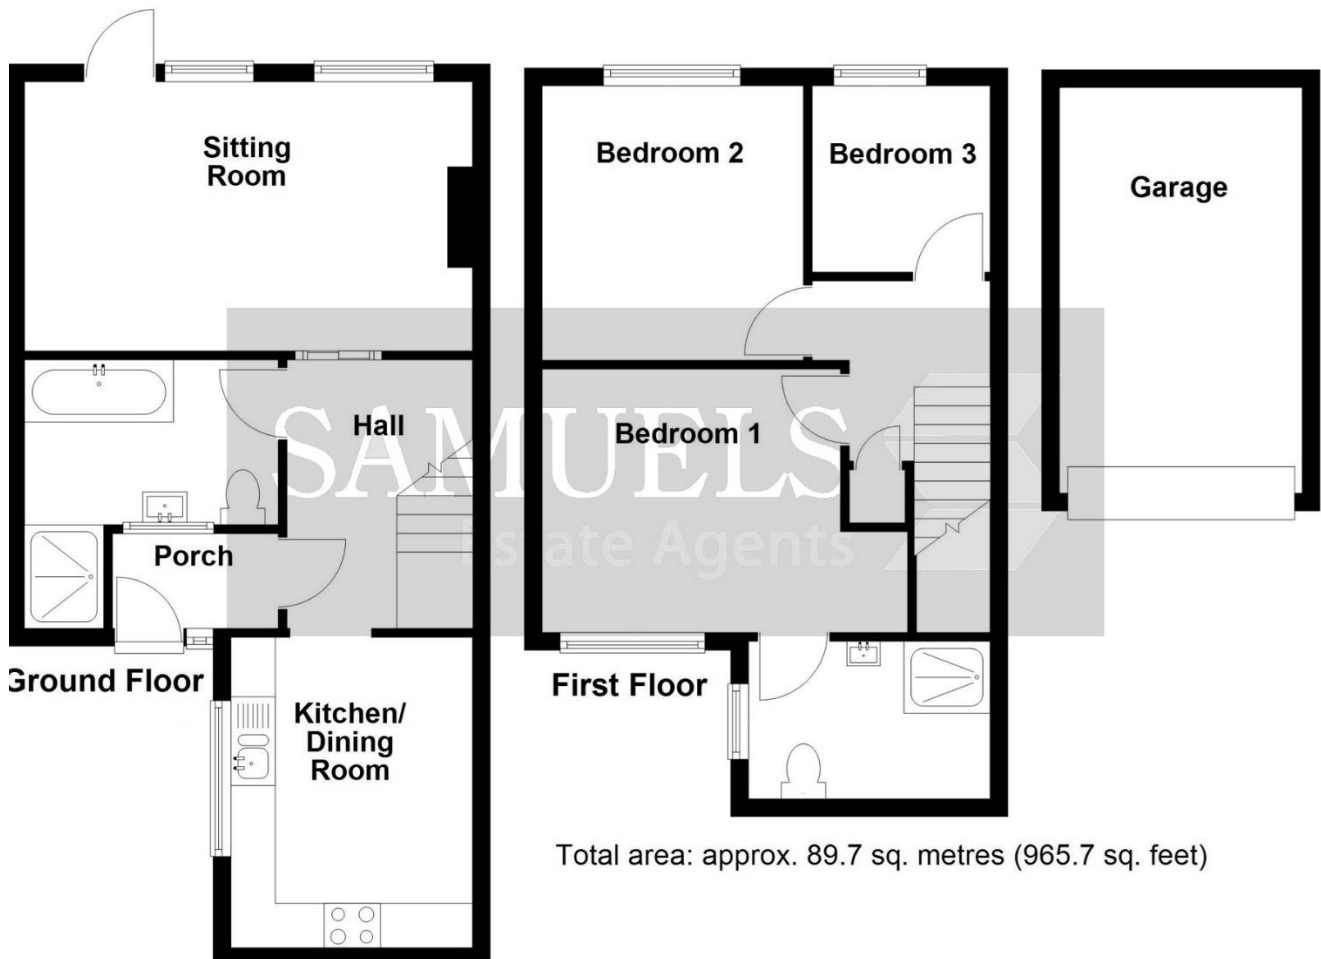 Sitting
Room
Bedroom 2
Bedroom 3
Garage
Hall
Bedroom 1
SAMUELS
Estate Agents
Porch
Ground Floor
First Floor
Kitchen/
Dining
Room
Total area: approx. 89.7 sq. metres (965.7 sq. feet)